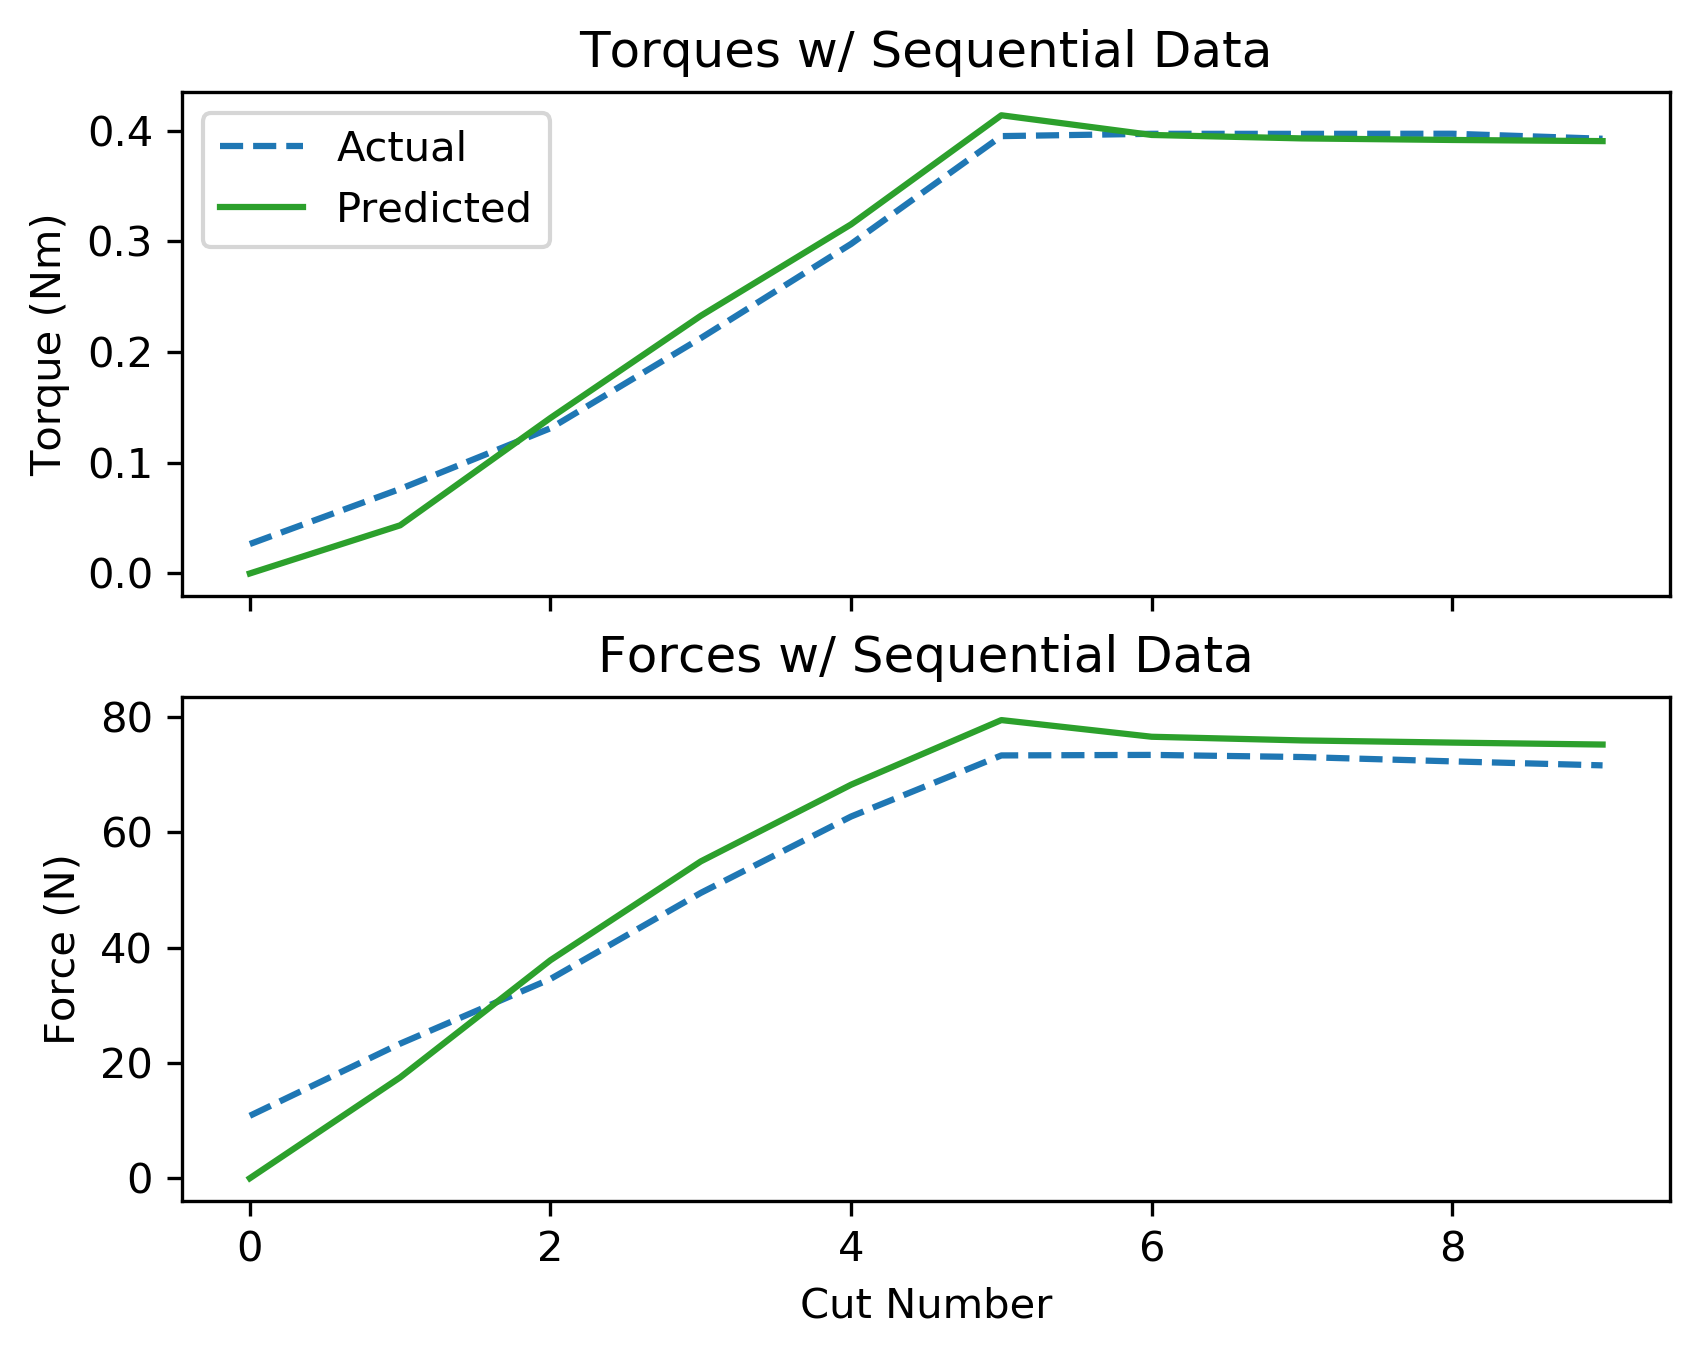 Torques w/ Sequential Data
Actual
Predicted
Torque (Nm)
0.4
0.3
0.2
0.1
0.0
Forces w/ Sequential Data
Force (N)
80
60
40
20
0
0 2 4 6 8
Cut Number